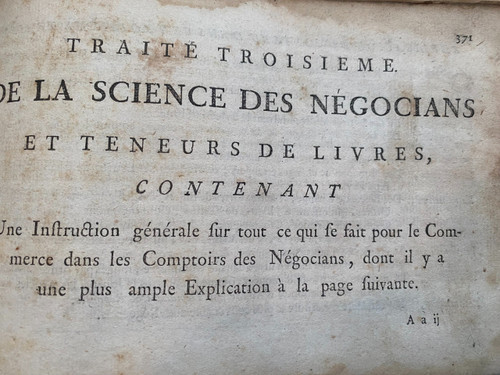 371
TRAITÉ TROISIEME.
DE LA SCIENCE DES NÉGOCIANS
ET TENEURS DE LIVRES,
CONTENANT
Une Inſtruction générale ſur tout ce qui ſe fait pour le Com-
merce dans les Comptoirs des Négocians, dont il y a
une plus ample Explication à la page ſuivante.
A a ij